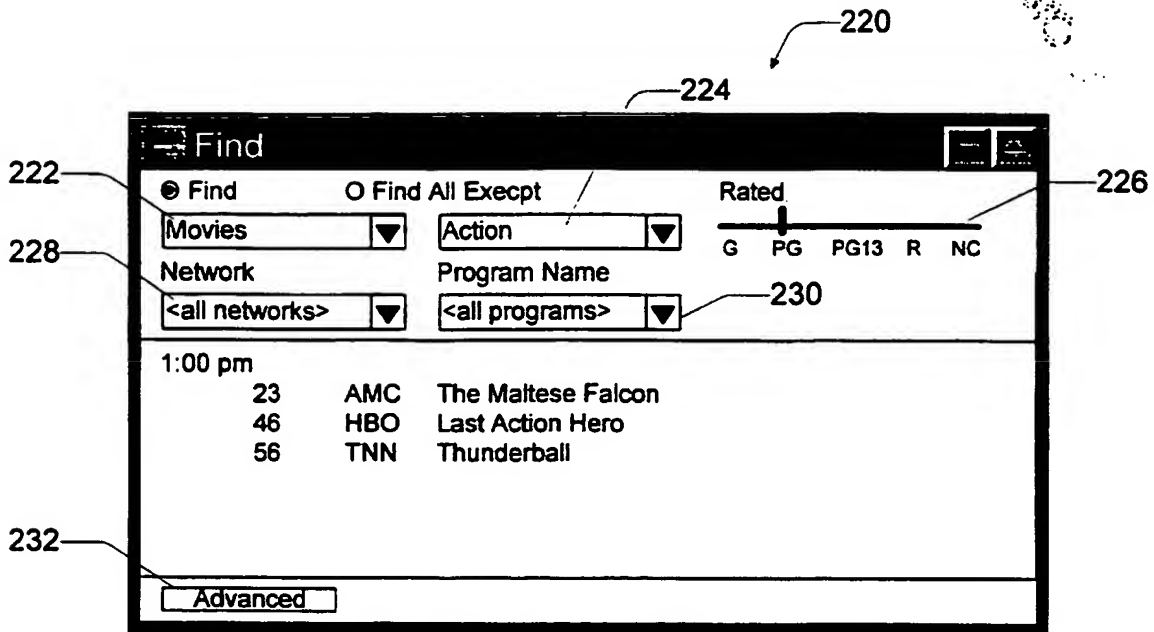 220
224
Find
222
Find Find All Execpt Rated
226
Movies Action
G PG PG13 R NC
228
Network Program Name
230
<all networks> <all programs>
1:00 pm
23 AMC The Maltese Falcon
46 HBO Last Action Hero
56 TNN Thunderball
232
Advanced